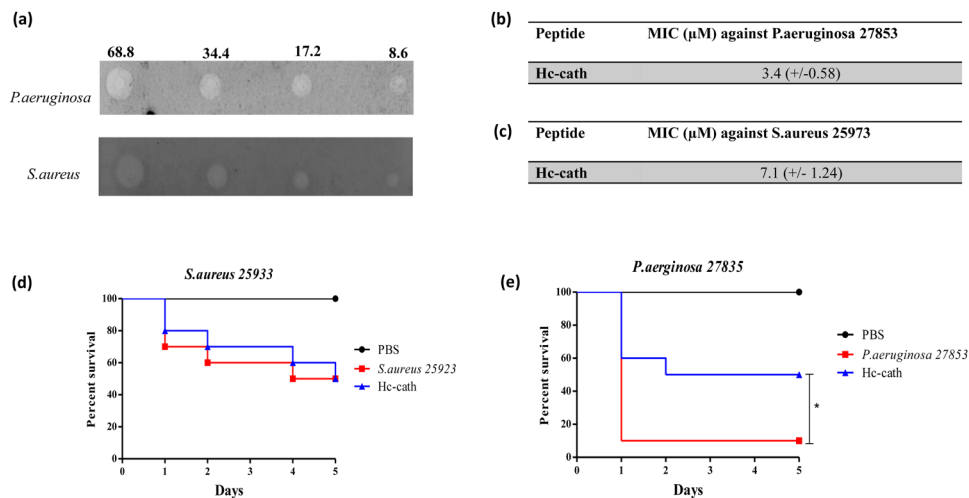 (a)
68.8 34.4 17.2 8.6
P.aeruginosa
S.aureus
(b)
Peptide MIC (µM) against P.aeruginosa 27853
Hc-cath 3.4 (+/-0.58)
(c)
Peptide MIC (µM) against S.aureus 25973
Hc-cath 7.1 (+/- 1.24)
(d)
S.aureus 25933
Percent survival
100
80
60
40
20
0
0 1 2 3 4 5
Days
PBS
S.aureus 25923
Hc-cath
(e)
P.aerginosa 27835
Percent survival
100
80
60
40
20
0
0 1 2 3 4 5
Days
PBS
P.aeruginosa 27853
Hc-cath
*